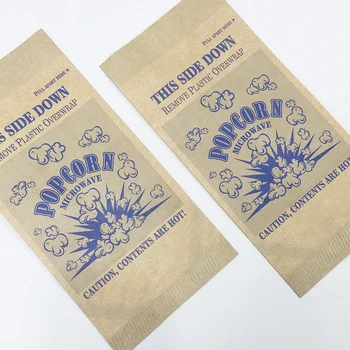 PULL APART HERE
THIS SIDE DOWN
REMOVE PLASTIC OVERWRAP
POPCORN
MICROWAVE
CAUTION, CONTENTS ARE HOT!
PULL APART HERE
THIS SIDE DOWN
REMOVE PLASTIC OVERWRAP
POPCORN
MICROWAVE
CAUTION, CONTENTS ARE HOT!